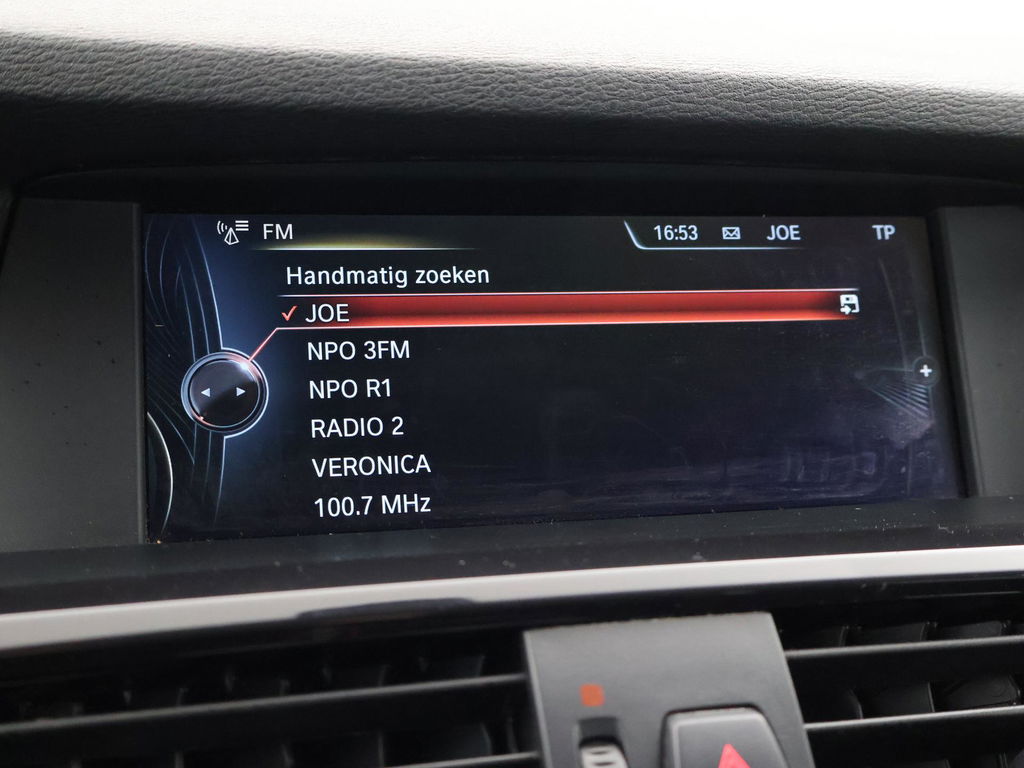 FM 16:53 JOE TP
Handmatig zoeken
JOE
NPO 3FM
NPO R1
RADIO 2
VERONICA
100.7 MHz